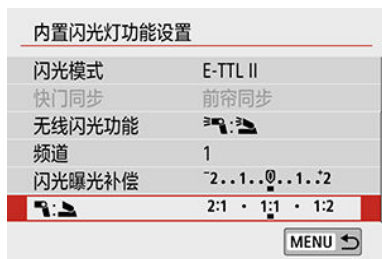 内置闪光灯功能设置
闪光模式 E-TTL II
快门同步 前帘同步
无线闪光功能 :
频道 1
闪光曝光补偿 -2..1..0..1..+2
: 2:1 · 1:1 · 1:2
MENU